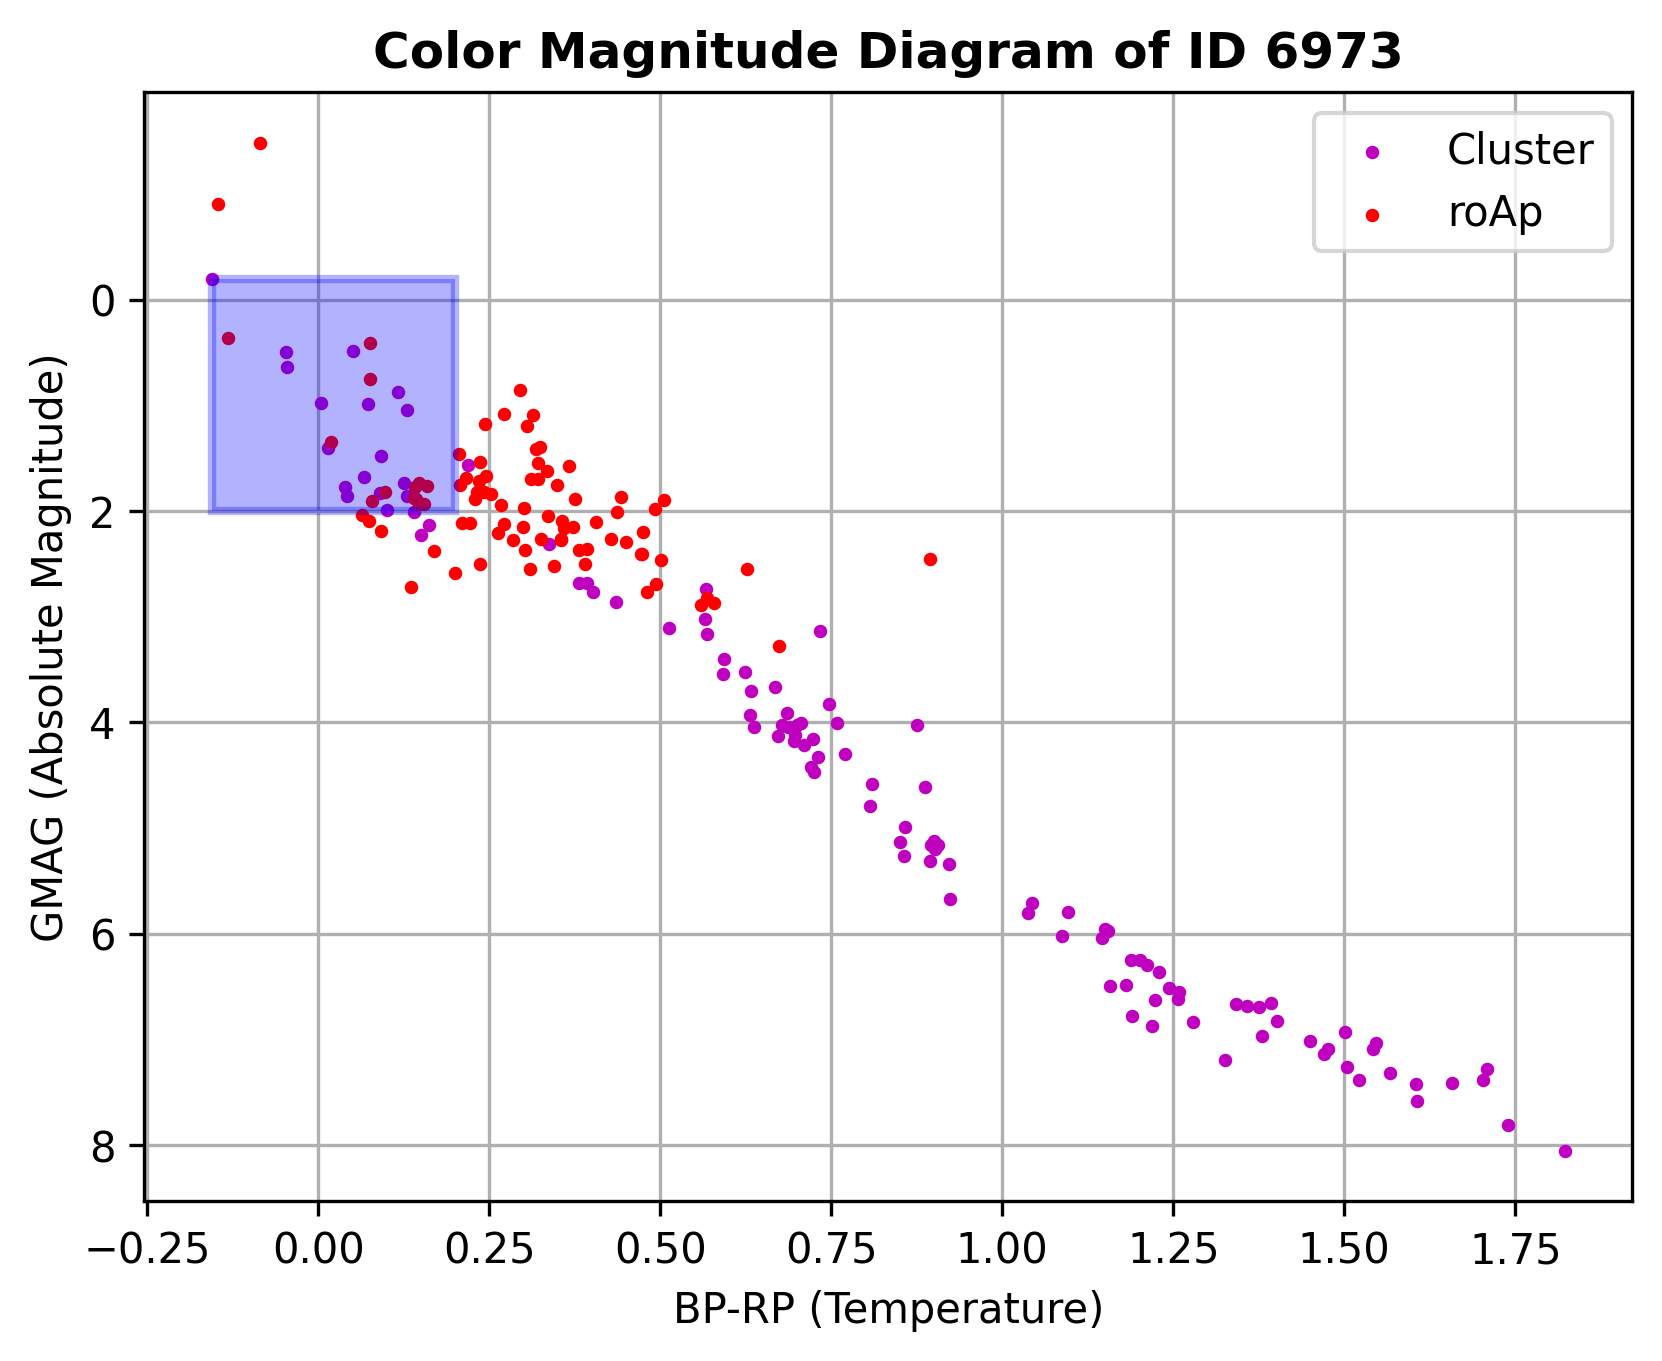 Color Magnitude Diagram of ID 6973
Cluster
roAp
GMAG (Absolute Magnitude)
0
2
4
6
8
−0.25 0.00 0.25 0.50 0.75 1.00 1.25 1.50 1.75
BP-RP (Temperature)